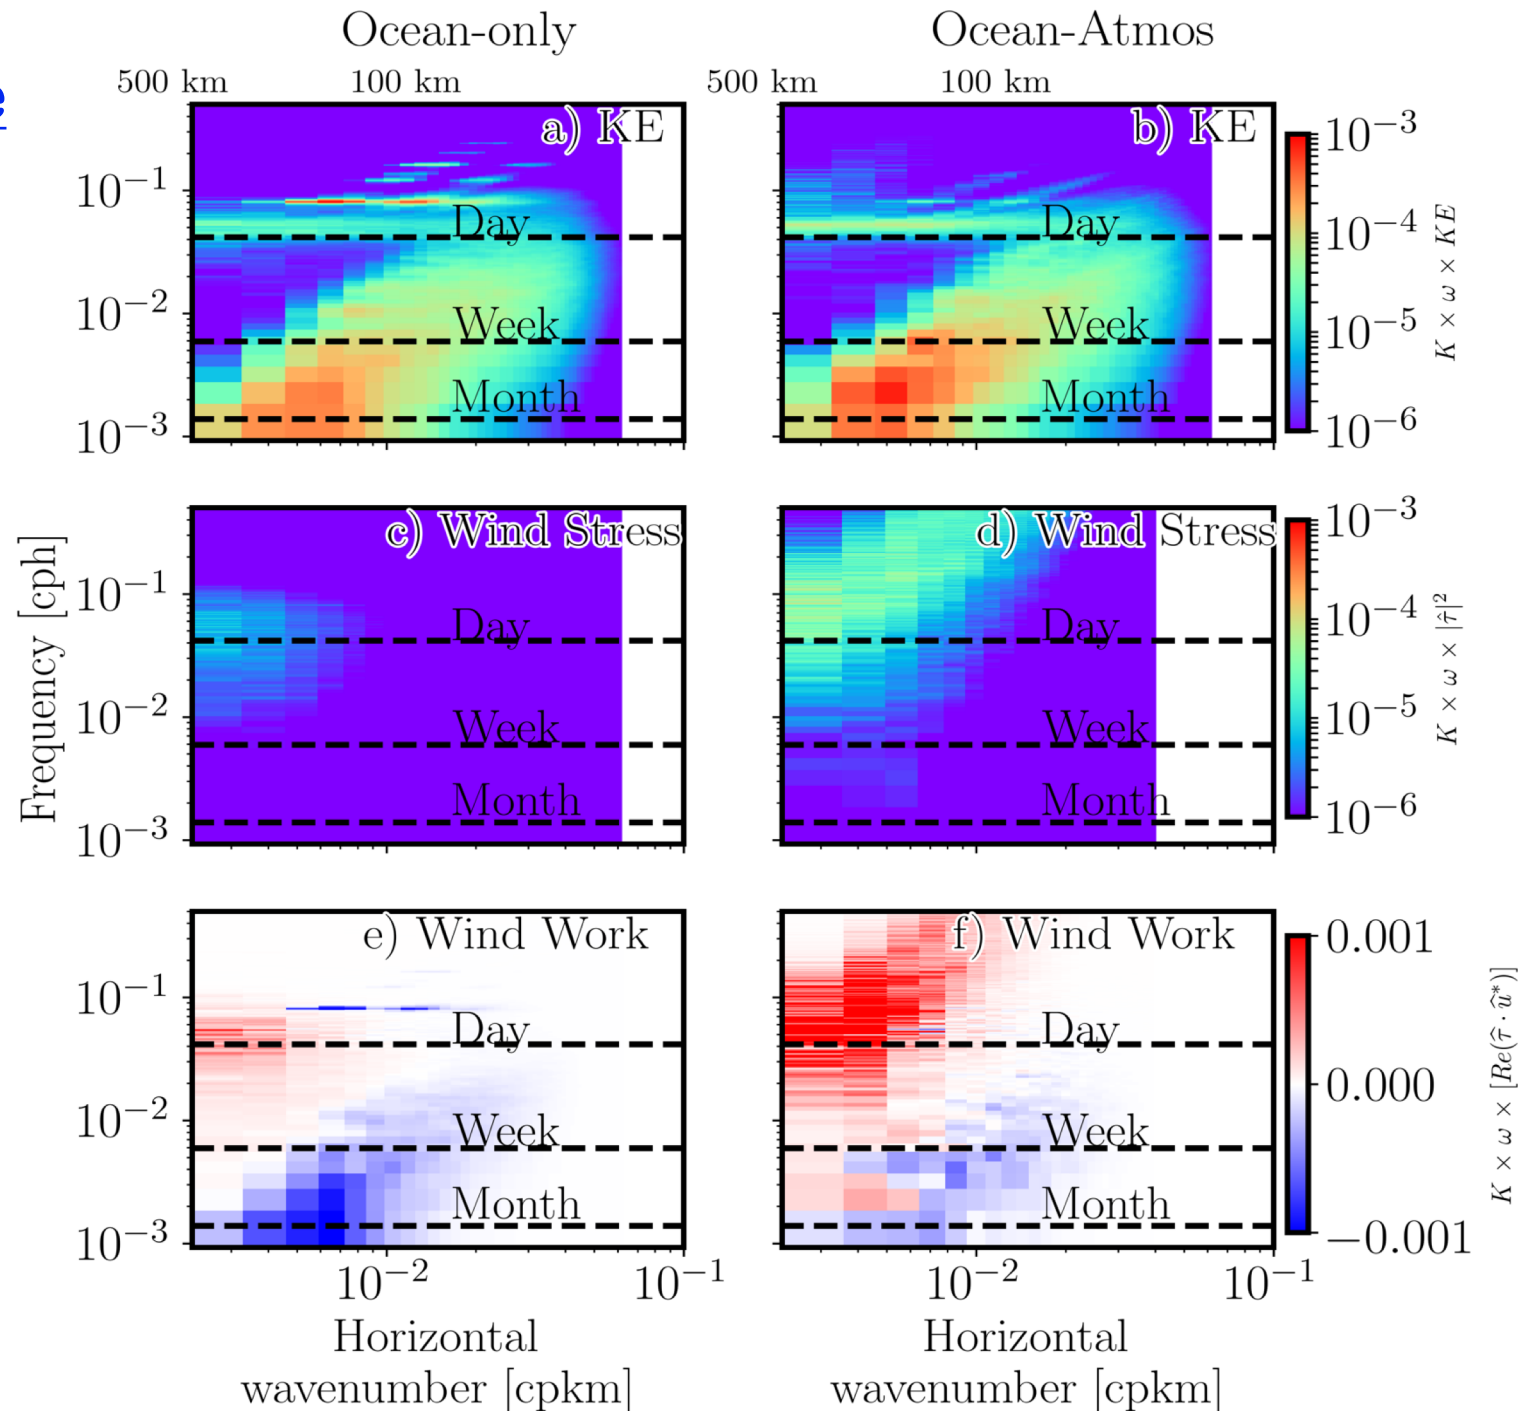 Ocean-only
Ocean-Atmos
500 km
100 km
500 km
100 km
e
a) KE
b) KE
10⁻¹
10⁻²
10⁻³
Day
Week
Month
Day
Week
Month
10⁻³
10⁻⁴
10⁻⁵
10⁻⁶
K × ω × KE
Frequency [cph]
c) Wind Stress
d) Wind Stress
10⁻¹
10⁻²
10⁻³
Day
Week
Month
Day
Week
Month
10⁻³
10⁻⁴
10⁻⁵
10⁻⁶
K × ω × |τ̂|²
e) Wind Work
f) Wind Work
10⁻¹
10⁻²
10⁻³
Day
Week
Month
Day
Week
Month
0.001
0.000
−0.001
K × ω × [Re(τ̂ · û*)]
10⁻²
10⁻¹
10⁻²
10⁻¹
Horizontal
wavenumber [cpkm]
Horizontal
wavenumber [cpkm]